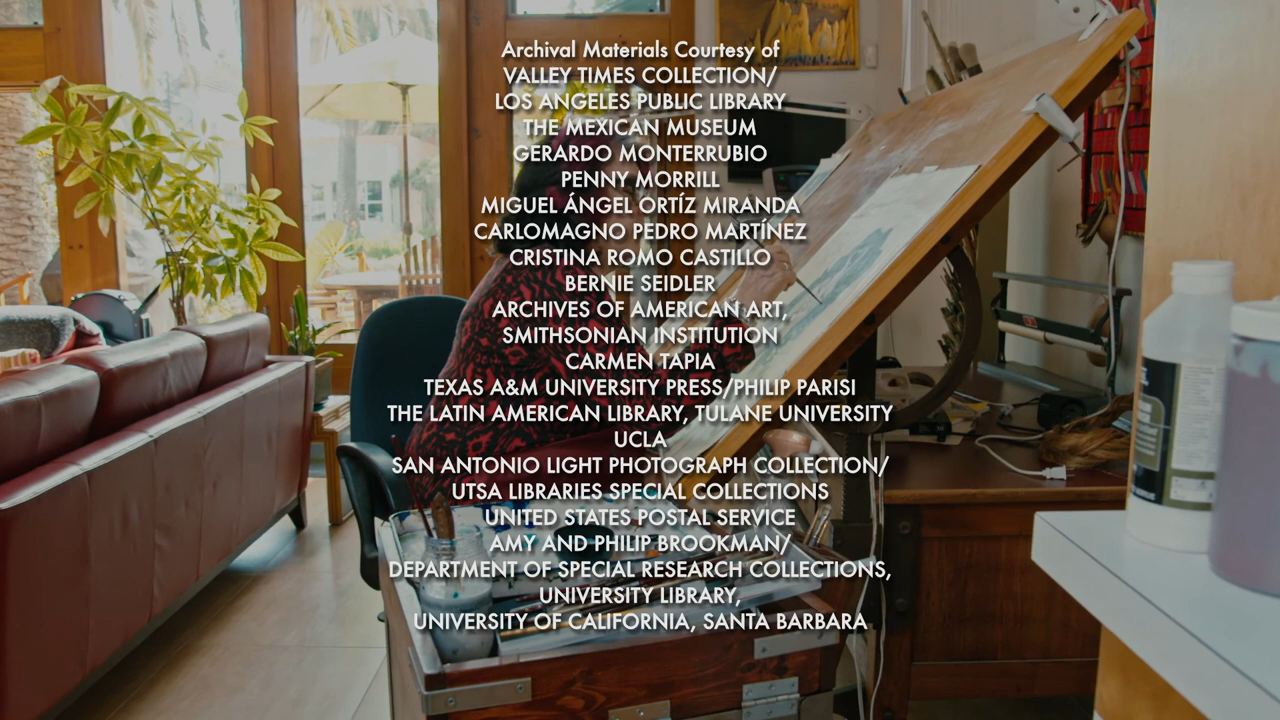 Archival Materials Courtesy of
VALLEY TIMES COLLECTION/
LOS ANGELES PUBLIC LIBRARY
THE MEXICAN MUSEUM
GERARDO MONTERRUBIO
PENNY MORRILL
MIGUEL ÁNGEL ORTÍZ MIRANDA
CARLOMAGNO PEDRO MARTÍNEZ
CRISTINA ROMO CASTILLO
BERNIE SEIDLER
ARCHIVES OF AMERICAN ART,
SMITHSONIAN INSTITUTION
CARMEN TAPIA
TEXAS A&M UNIVERSITY PRESS/PHILIP PARISI
THE LATIN AMERICAN LIBRARY, TULANE UNIVERSITY
UCLA
SAN ANTONIO LIGHT PHOTOGRAPH COLLECTION/
UTSA LIBRARIES SPECIAL COLLECTIONS
UNITED STATES POSTAL SERVICE
AMY AND PHILIP BROOKMAN/
DEPARTMENT OF SPECIAL RESEARCH COLLECTIONS,
UNIVERSITY LIBRARY,
UNIVERSITY OF CALIFORNIA, SANTA BARBARA